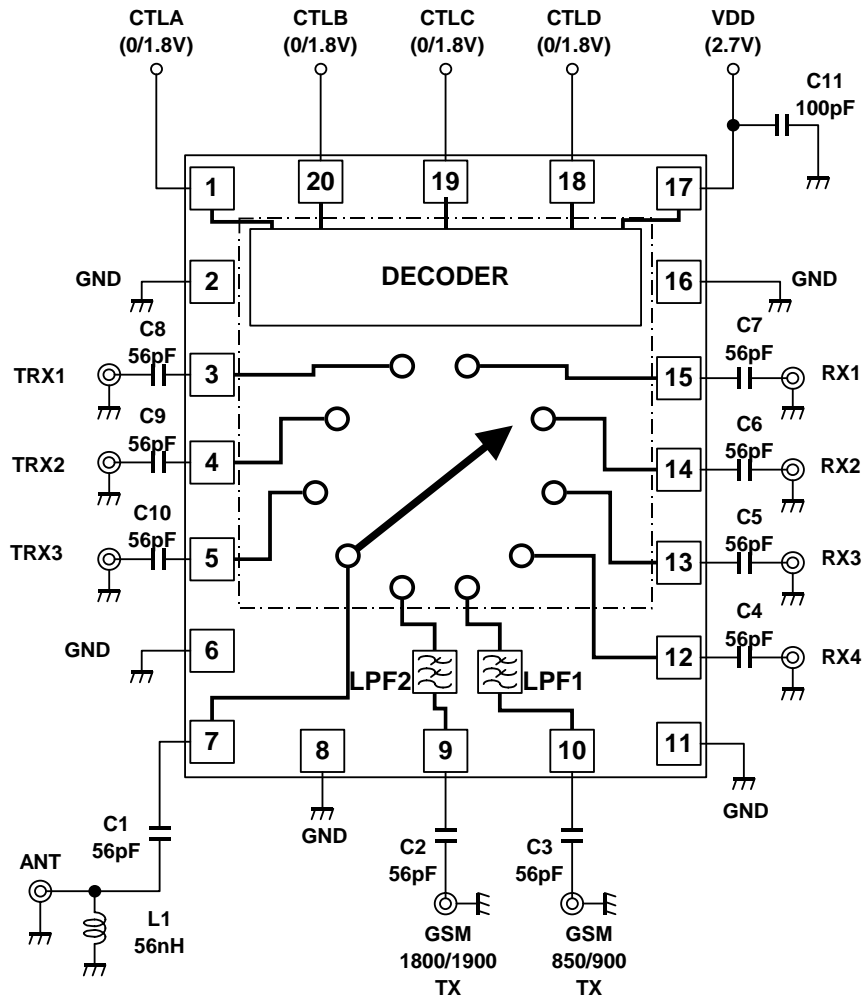 CTLA
(0/1.8V)
CTLB
(0/1.8V)
CTLC
(0/1.8V)
CTLD
(0/1.8V)
VDD
(2.7V)
C11
100pF
1
20
19
18
17
DECODER
GND
2
16
GND
C8
56pF
TRX1
3
C7
56pF
15
RX1
C9
56pF
TRX2
4
C6
56pF
14
RX2
C10
56pF
TRX3
5
C5
56pF
13
RX3
GND
6
C4
56pF
12
RX4
LPF2
LPF1
7
8
9
10
11
GND
GND
C1
56pF
C2
56pF
C3
56pF
ANT
L1
56nH
GSM
1800/1900
TX
GSM
850/900
TX